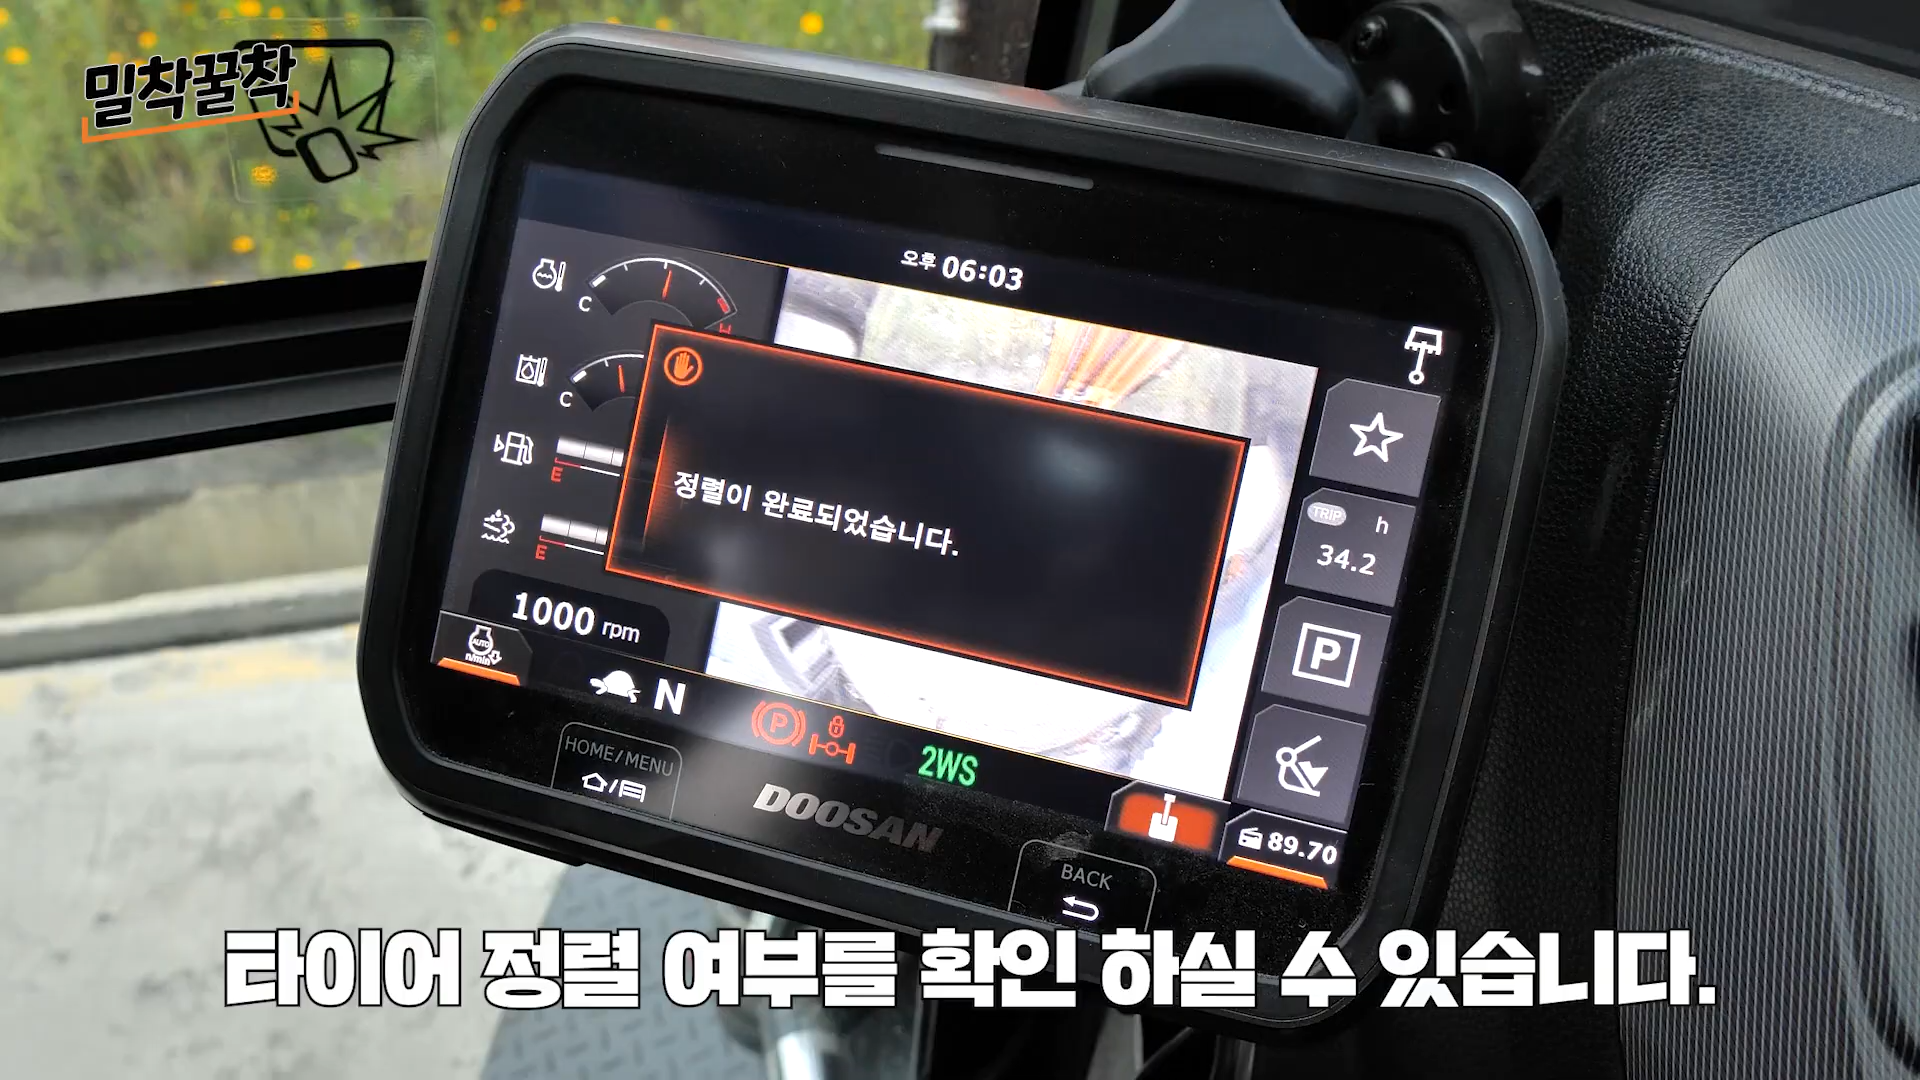 밀착꿀착
오후 06:03
C
H
C
E
E
정렬이 완료되었습니다.
TRIP h
34.2
P
1000 rpm
AUTO
n/min
N
P
2WS
89.70
HOME/MENU
DOOSAN
BACK
타이어 정렬 여부를 확인 하실 수 있습니다.